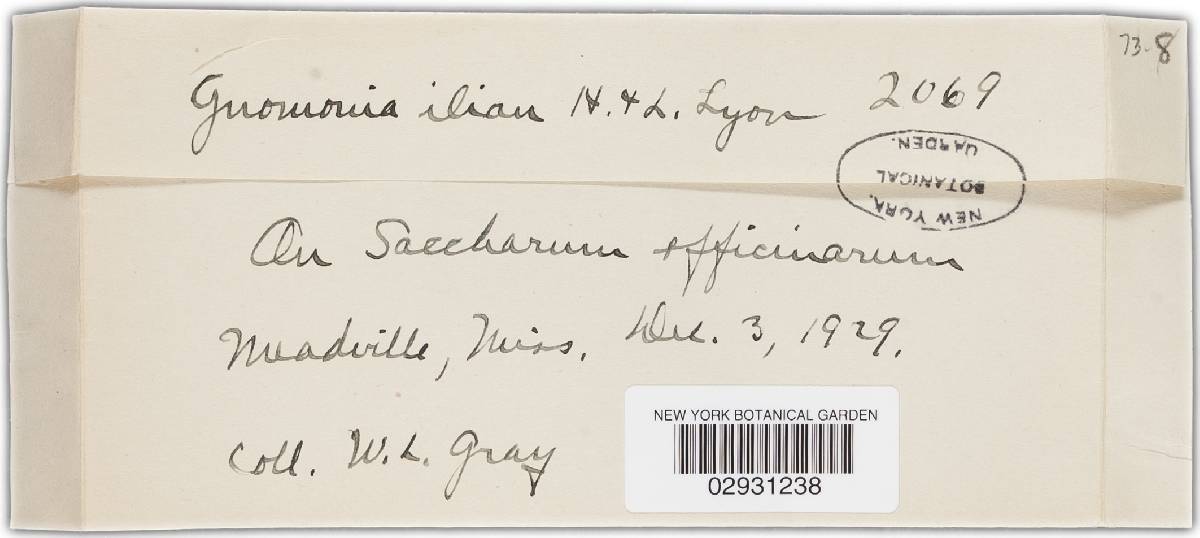 73-8
Gnomonia ilian H. & L. Lyon 2069
NEW YORK
BOTANICAL
GARDEN.
On Saccharum officinarum
Meadville, Miss. Dec. 3, 1929.
Coll. W. L. Gray
NEW YORK BOTANICAL GARDEN
02931238